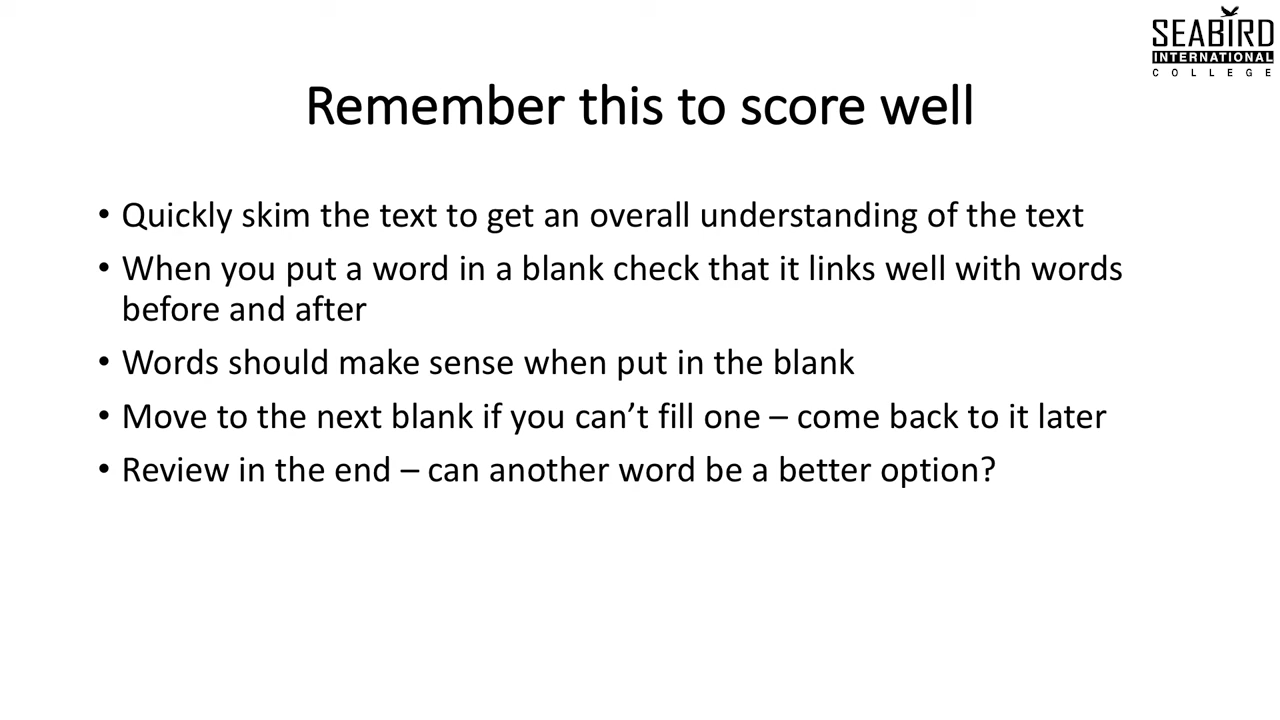 SEABIRD
INTERNATIONAL
COLLEGE
Remember this to score well
• Quickly skim the text to get an overall understanding of the text
• When you put a word in a blank check that it links well with words
before and after
• Words should make sense when put in the blank
• Move to the next blank if you can’t fill one – come back to it later
• Review in the end – can another word be a better option?